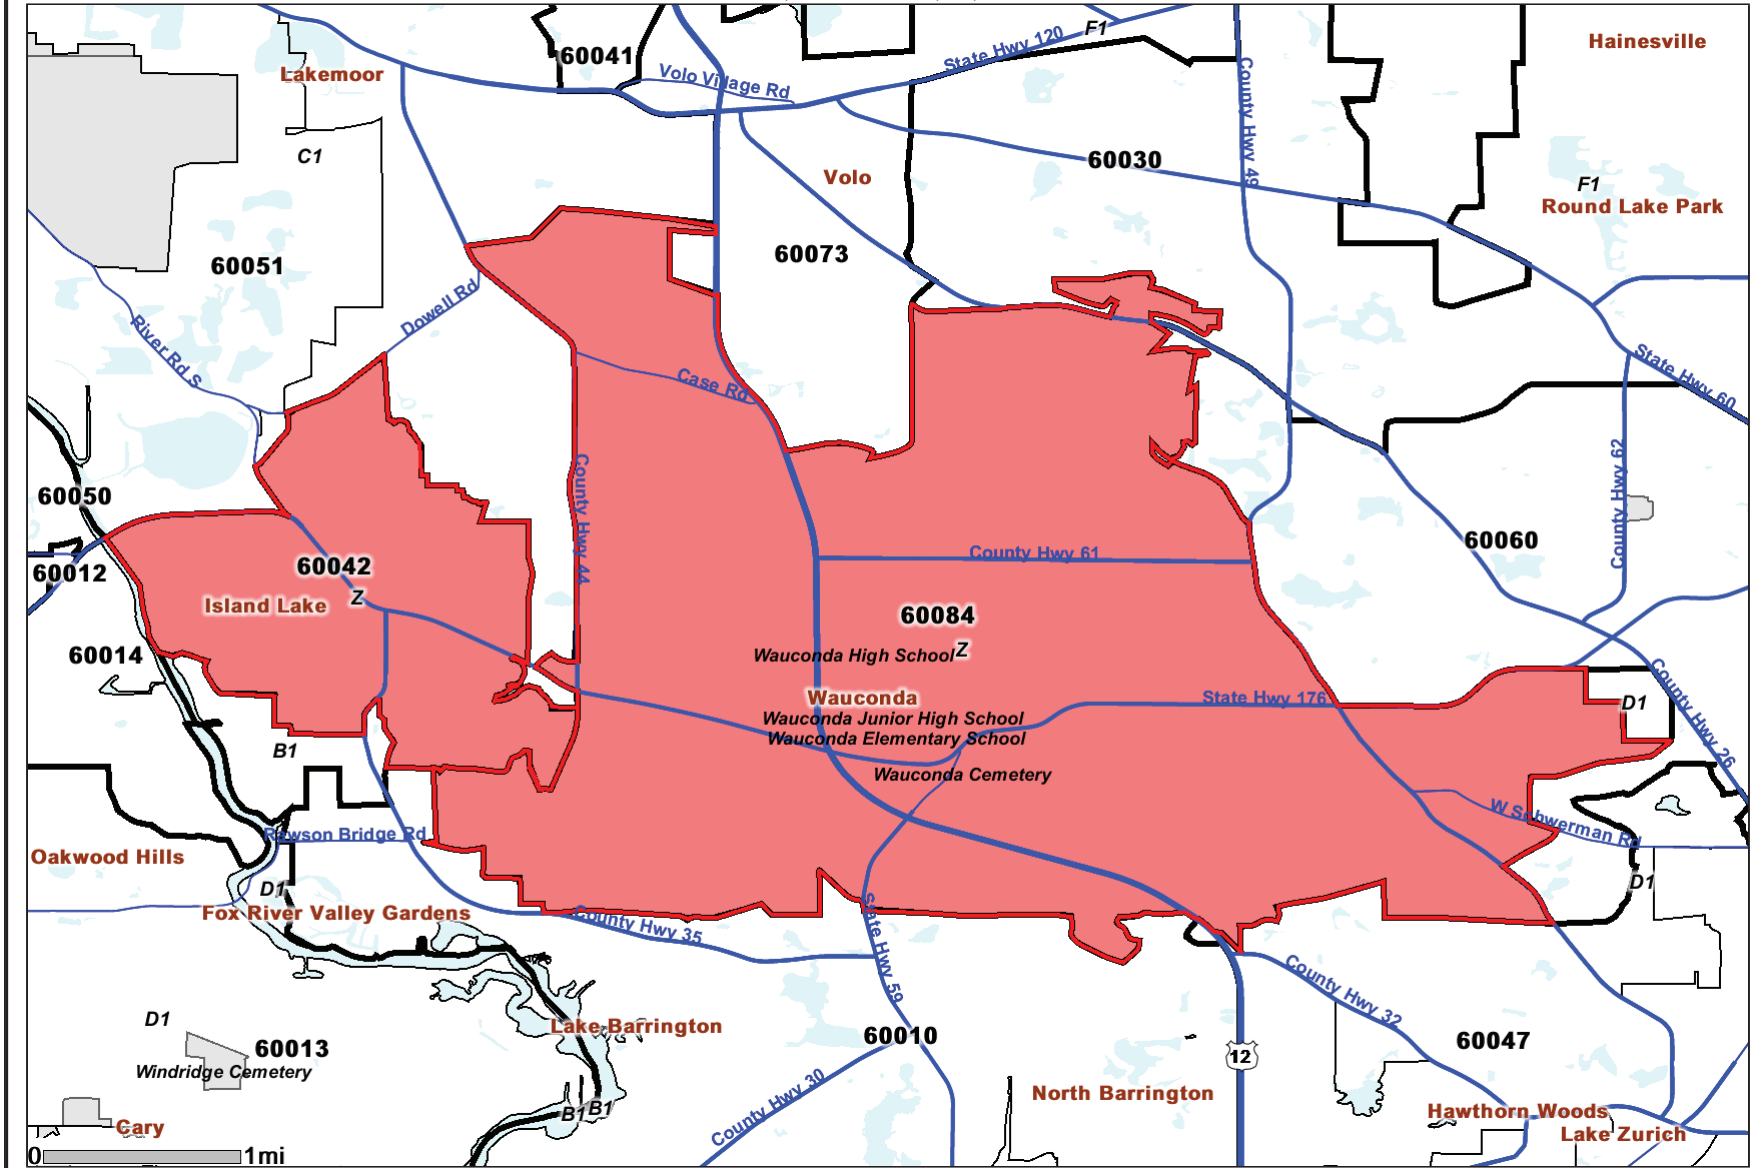 F1
Hainesville
60041
State Hwy 120
Lakemoor
Volo Village Rd
County Hwy 49
C1
60030
Volo
F1
Round Lake Park
60051
60073
Dowell Rd
River Rd S
Case Rd
State Hwy 60
County Hwy 62
County Hwy 44
60050
60060
County Hwy 61
60042
60012
Island Lake
Z
60084
60014
Wauconda High School
Z
Wauconda
State Hwy 176
D1
County Hwy 26
Wauconda Junior High School
Wauconda Elementary School
B1
Wauconda Cemetery
W Schwerman Rd
Rawson Bridge Rd
Oakwood Hills
D1
D1
Fox River Valley Gardens
County Hwy 35
State Hwy 59
County Hwy 32
D1
Lake Barrington
60013
60010
60047
12
Windridge Cemetery
County Hwy 30
North Barrington
B1
B1
Hawthorn Woods
Cary
Lake Zurich
0
1mi